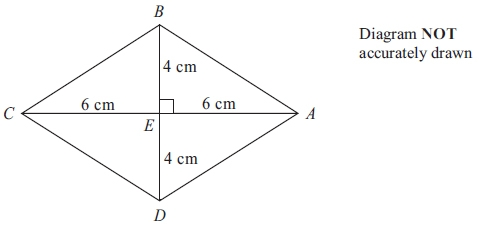 B
Diagram NOT
accurately drawn
4 cm
6 cm
6 cm
C
A
E
4 cm
D